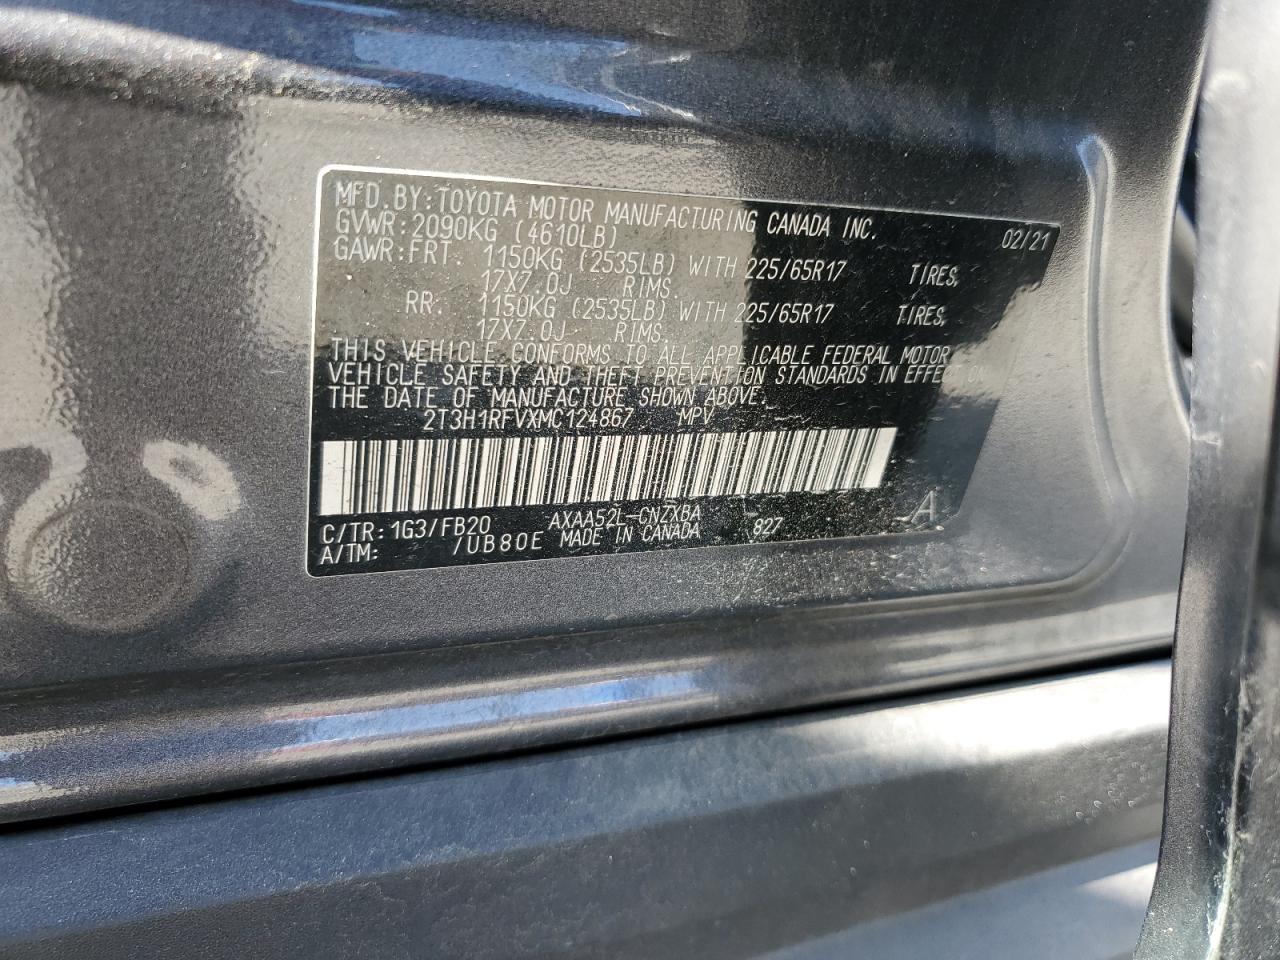 MFD. BY: TOYOTA MOTOR MANUFACTURING CANADA INC. 02/21
GVWR: 2090KG (4610LB)
GAWR: FRT. 1150KG (2535LB) WITH 225/65R17 TIRES,
17X7.0J RIMS.
RR: 1150KG (2535LB) WITH 225/65R17 TIRES,
17X7.0J RIMS.
THIS VEHICLE CONFORMS TO ALL APPLICABLE FEDERAL MOTOR
VEHICLE SAFETY AND THEFT PREVENTION STANDARDS IN EFFECT ON
THE DATE OF MANUFACTURE SHOWN ABOVE.
2T3H1RFVXMC124867 MPV
C/TR: 1G3/FB20 AXAA52L-CNZXBA 827 A
A/TM: /UB80E MADE IN CANADA